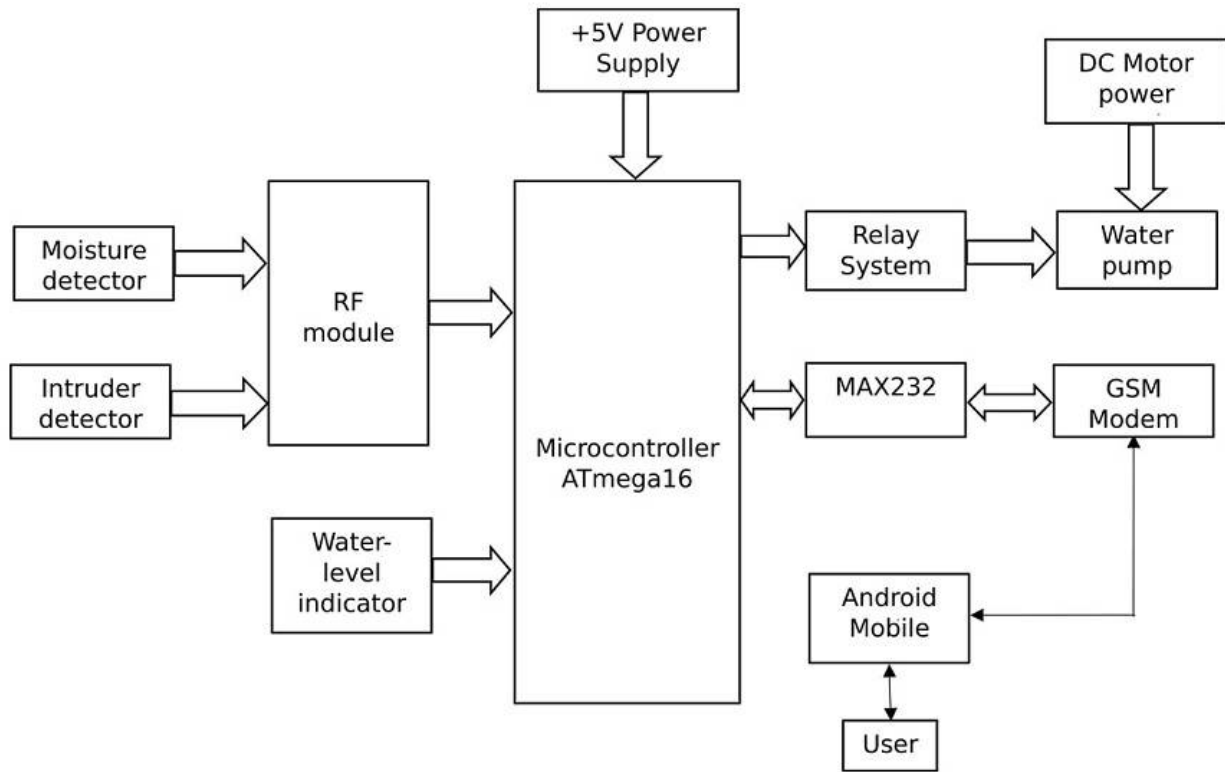 +5V Power
Supply
DC Motor
power
Moisture
detector
RF
module
Relay
System
Water
pump
Intruder
detector
MAX232
GSM
Modem
Microcontroller
ATmega16
Water-
level
indicator
Android
Mobile
User